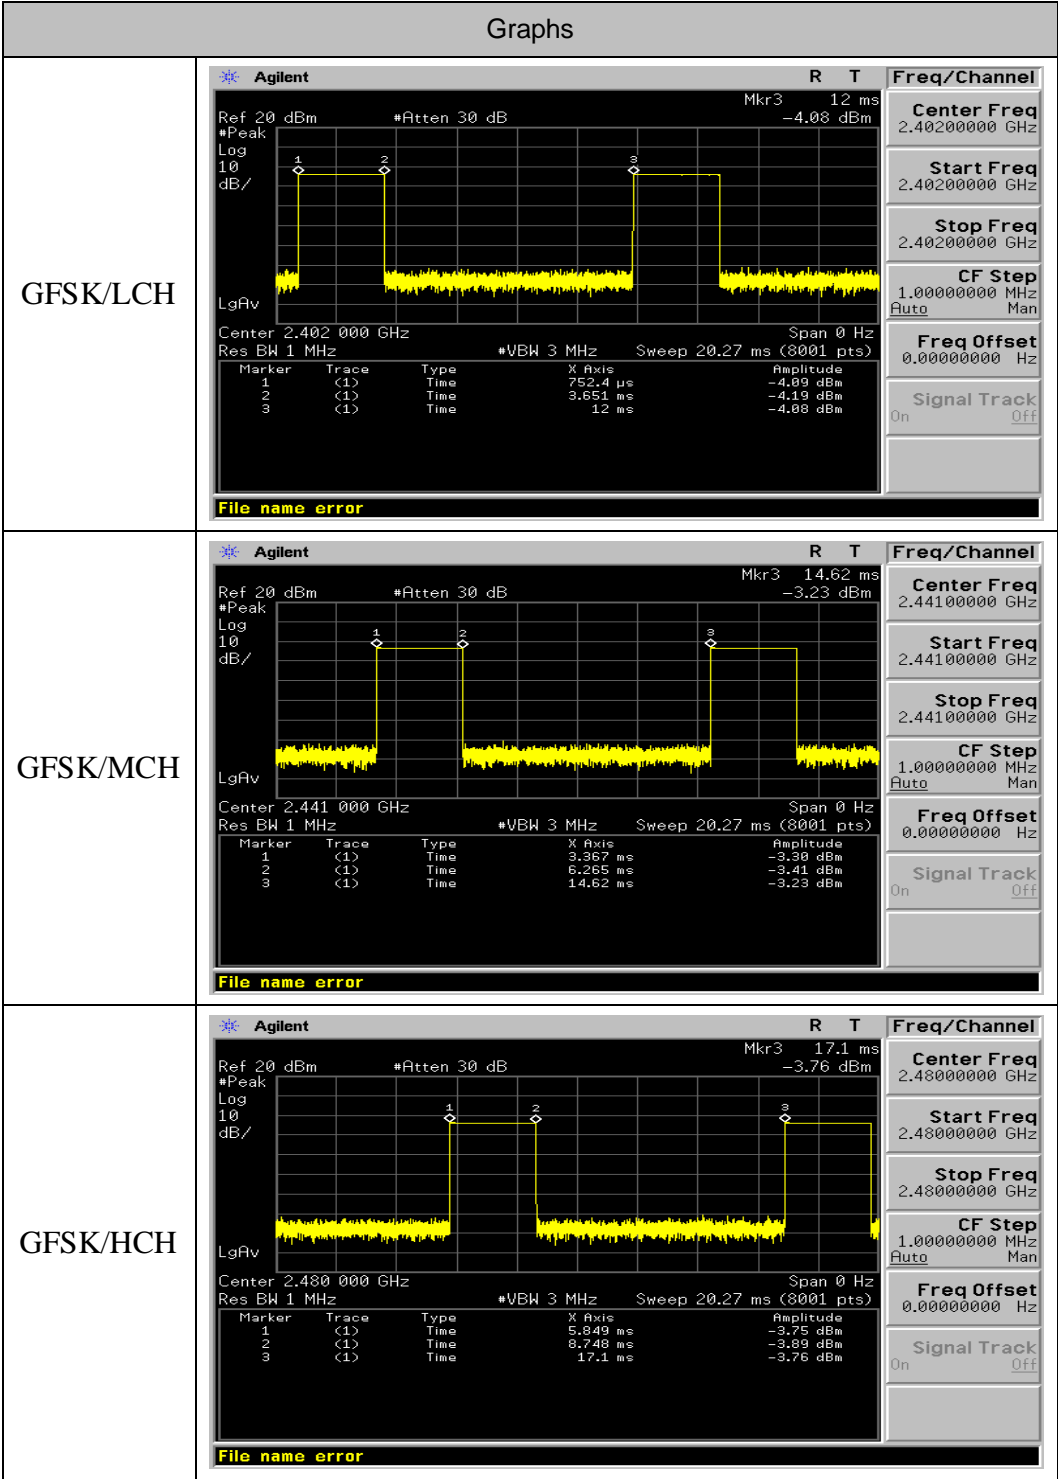 Graphs
GFSK/LCH
Agilent R T Freq/Channel
Mkr3 12 ms
Ref 20 dBm #Atten 30 dB -4.08 dBm
#Peak
Log
10
dB/
1 2 3
LgAv
Center 2.402 000 GHz Span 0 Hz
Res BW 1 MHz #VBW 3 MHz Sweep 20.27 ms (8001 pts)
Marker Trace Type X Axis Amplitude
1 (1) Time 752.4 µs -4.09 dBm
2 (1) Time 3.651 ms -4.19 dBm
3 (1) Time 12 ms -4.08 dBm
File name error
Center Freq
2.40200000 GHz
Start Freq
2.40200000 GHz
Stop Freq
2.40200000 GHz
CF Step
1.00000000 MHz
Auto Man
Freq Offset
0.00000000 Hz
Signal Track
On Off
GFSK/MCH
Agilent R T Freq/Channel
Mkr3 14.62 ms
Ref 20 dBm #Atten 30 dB -3.23 dBm
#Peak
Log
10
dB/
1 2 3
LgAv
Center 2.441 000 GHz Span 0 Hz
Res BW 1 MHz #VBW 3 MHz Sweep 20.27 ms (8001 pts)
Marker Trace Type X Axis Amplitude
1 (1) Time 3.367 ms -3.30 dBm
2 (1) Time 6.265 ms -3.41 dBm
3 (1) Time 14.62 ms -3.23 dBm
File name error
Center Freq
2.44100000 GHz
Start Freq
2.44100000 GHz
Stop Freq
2.44100000 GHz
CF Step
1.00000000 MHz
Auto Man
Freq Offset
0.00000000 Hz
Signal Track
On Off
GFSK/HCH
Agilent R T Freq/Channel
Mkr3 17.1 ms
Ref 20 dBm #Atten 30 dB -3.76 dBm
#Peak
Log
10
dB/
1 2 3
LgAv
Center 2.480 000 GHz Span 0 Hz
Res BW 1 MHz #VBW 3 MHz Sweep 20.27 ms (8001 pts)
Marker Trace Type X Axis Amplitude
1 (1) Time 5.849 ms -3.75 dBm
2 (1) Time 8.748 ms -3.89 dBm
3 (1) Time 17.1 ms -3.76 dBm
File name error
Center Freq
2.48000000 GHz
Start Freq
2.48000000 GHz
Stop Freq
2.48000000 GHz
CF Step
1.00000000 MHz
Auto Man
Freq Offset
0.00000000 Hz
Signal Track
On Off